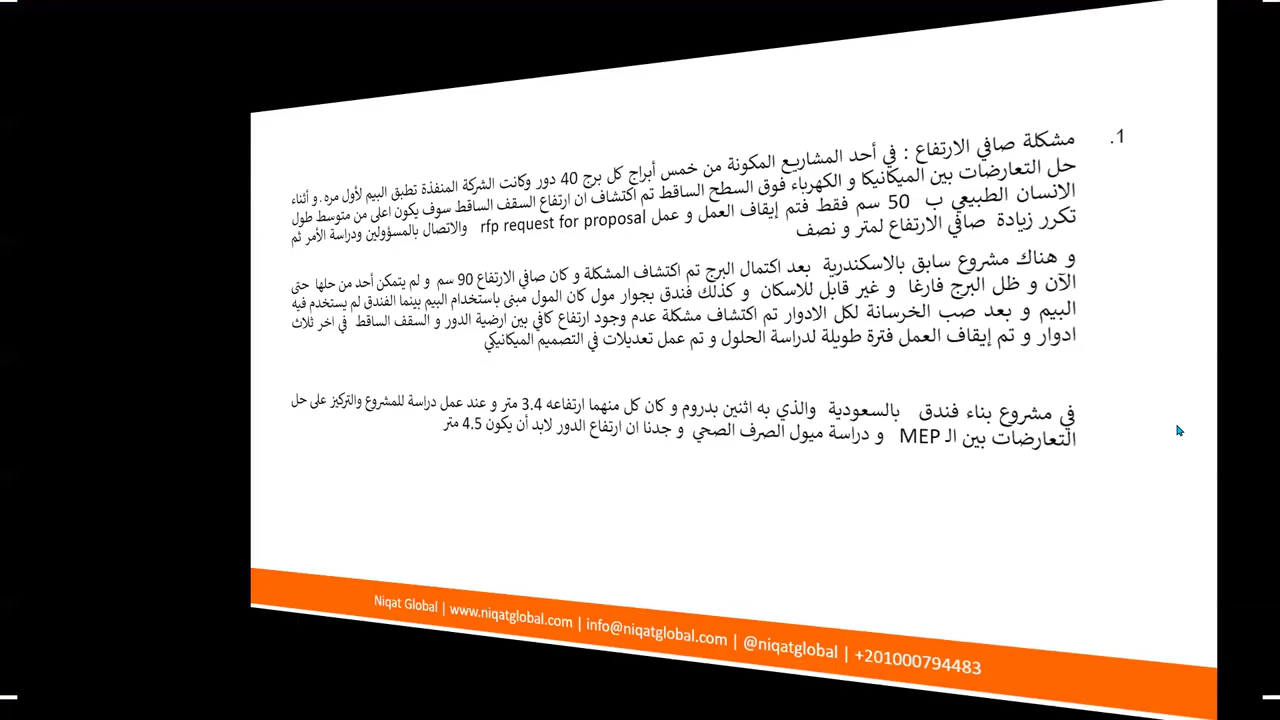 1. مشكلة صافي الارتفاع : في أحد المشاريع المكونة من خمس أبراج كل برج 40 دور وكانت الشركة المنفذة تطبق البيم لأول مره. و أثناء
حل التعارضات بين الميكانيكا و الكهرباء فوق السطح الساقط تم اكتشاف ان ارتفاع السقف الساقط سوف يكون اعلى من متوسط طول
الانسان الطبيعي ب 50 سم فقط فتم إيقاف العمل و عمل rfp request for proposal والاتصال بالمسؤولين ودراسة الأمر ثم
تكرر زيادة صافي الارتفاع لمتر و نصف
و هناك مشروع سابق بالاسكندرية بعد اكتمال البرج تم اكتشاف المشكلة و كان صافي الارتفاع 90 سم و لم يتمكن أحد من حلها حتى
الآن و ظل البرج فارغا و غير قابل للاسكان و كذلك فندق بجوار مول كان المول مبنى باستخدام البيم بينما الفندق لم يستخدم فيه
البيم و بعد صب الخرسانة لكل الادوار تم اكتشاف مشكلة عدم وجود ارتفاع كافي بين ارضية الدور و السقف الساقط في اخر ثلاث
ادوار و تم إيقاف العمل فترة طويلة لدراسة الحلول و تم عمل تعديلات في التصميم الميكانيكي
في مشروع بناء فندق بالسعودية والذي به اثنين بدروم و كان كل منهما ارتفاعه 3.4 متر و عند عمل دراسة للمشروع والتركيز على حل
التعارضات بين الـ MEP و دراسة ميول الصرف الصحي و جدنا ان ارتفاع الدور لابد أن يكون 4.5 متر
Niqat Global | www.niqatglobal.com | info@niqatglobal.com | @niqatglobal | +201000794483